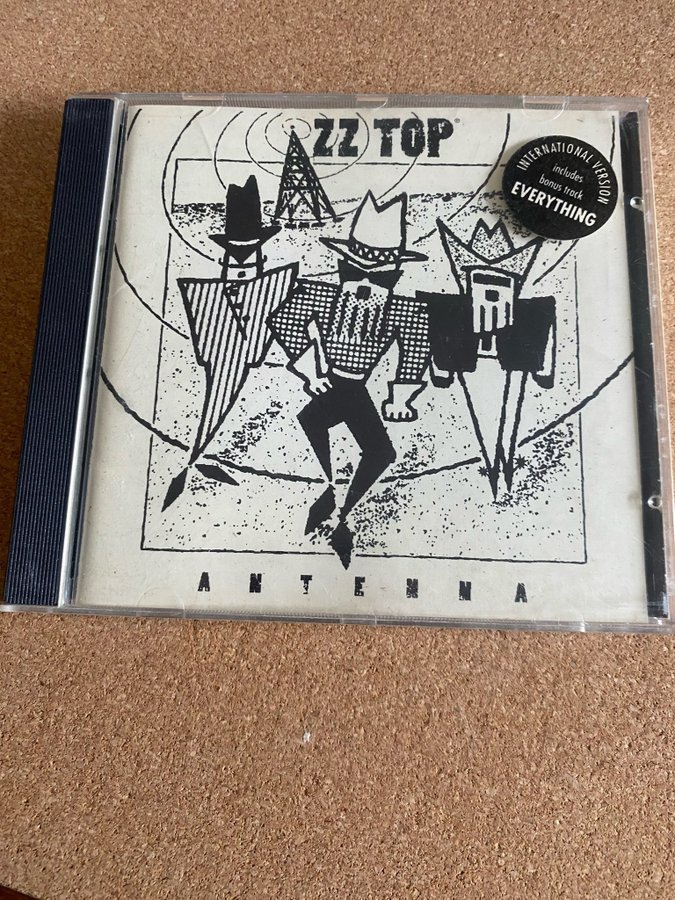 ZZ TOP®
INTERNATIONAL VERSION
includes
bonus track
EVERYTHING
ANTENNA